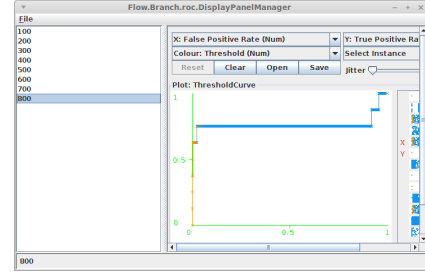 Flow.Branch.roc.DisplayPanelManager
File
100
200
300
400
500
600
700
800
X: False Positive Rate (Num)
Y: True Positive Ra
Colour: Threshold (Num)
Select Instance
Reset Clear Open Save
Jitter
Plot: ThresholdCurve
1
0.5
0
0 0.5 1
X
Y
800